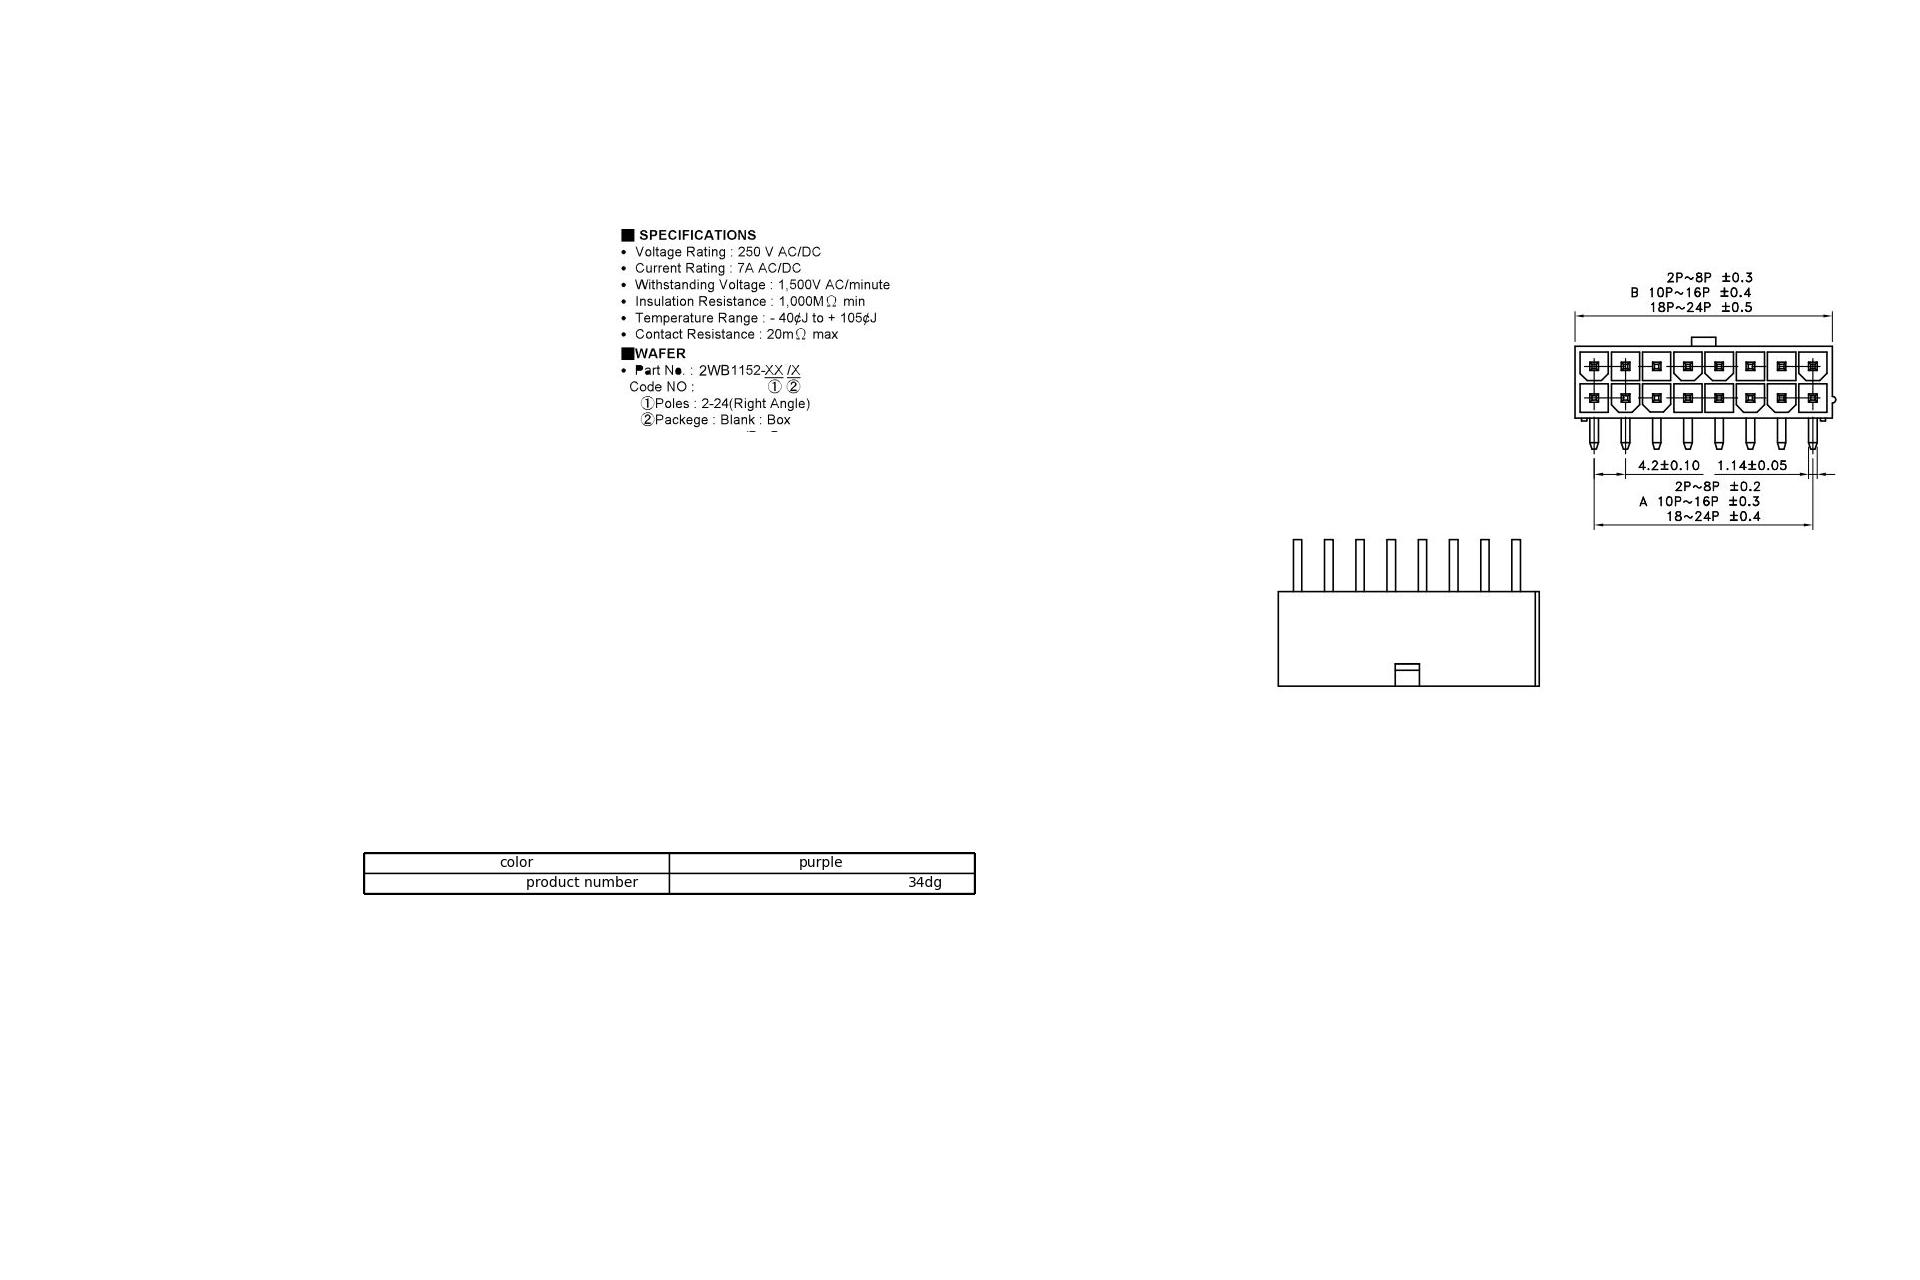 ■ SPECIFICATIONS
• Voltage Rating : 250 V AC/DC
• Current Rating : 7A AC/DC
• Withstanding Voltage : 1,500V AC/minute
• Insulation Resistance : 1,000MΩ min
• Temperature Range : - 40¢J to + 105¢J
• Contact Resistance : 20mΩ max
■WAFER
• Part No. : 2WB1152-XX /X
Code NO : ① ②
①Poles : 2-24(Right Angle)
②Packege : Blank : Box
2P~8P ±0.3
B 10P~16P ±0.4
18P~24P ±0.5
4.2±0.10 1.14±0.05
2P~8P ±0.2
A 10P~16P ±0.3
18~24P ±0.4
color purple
product number 34dg